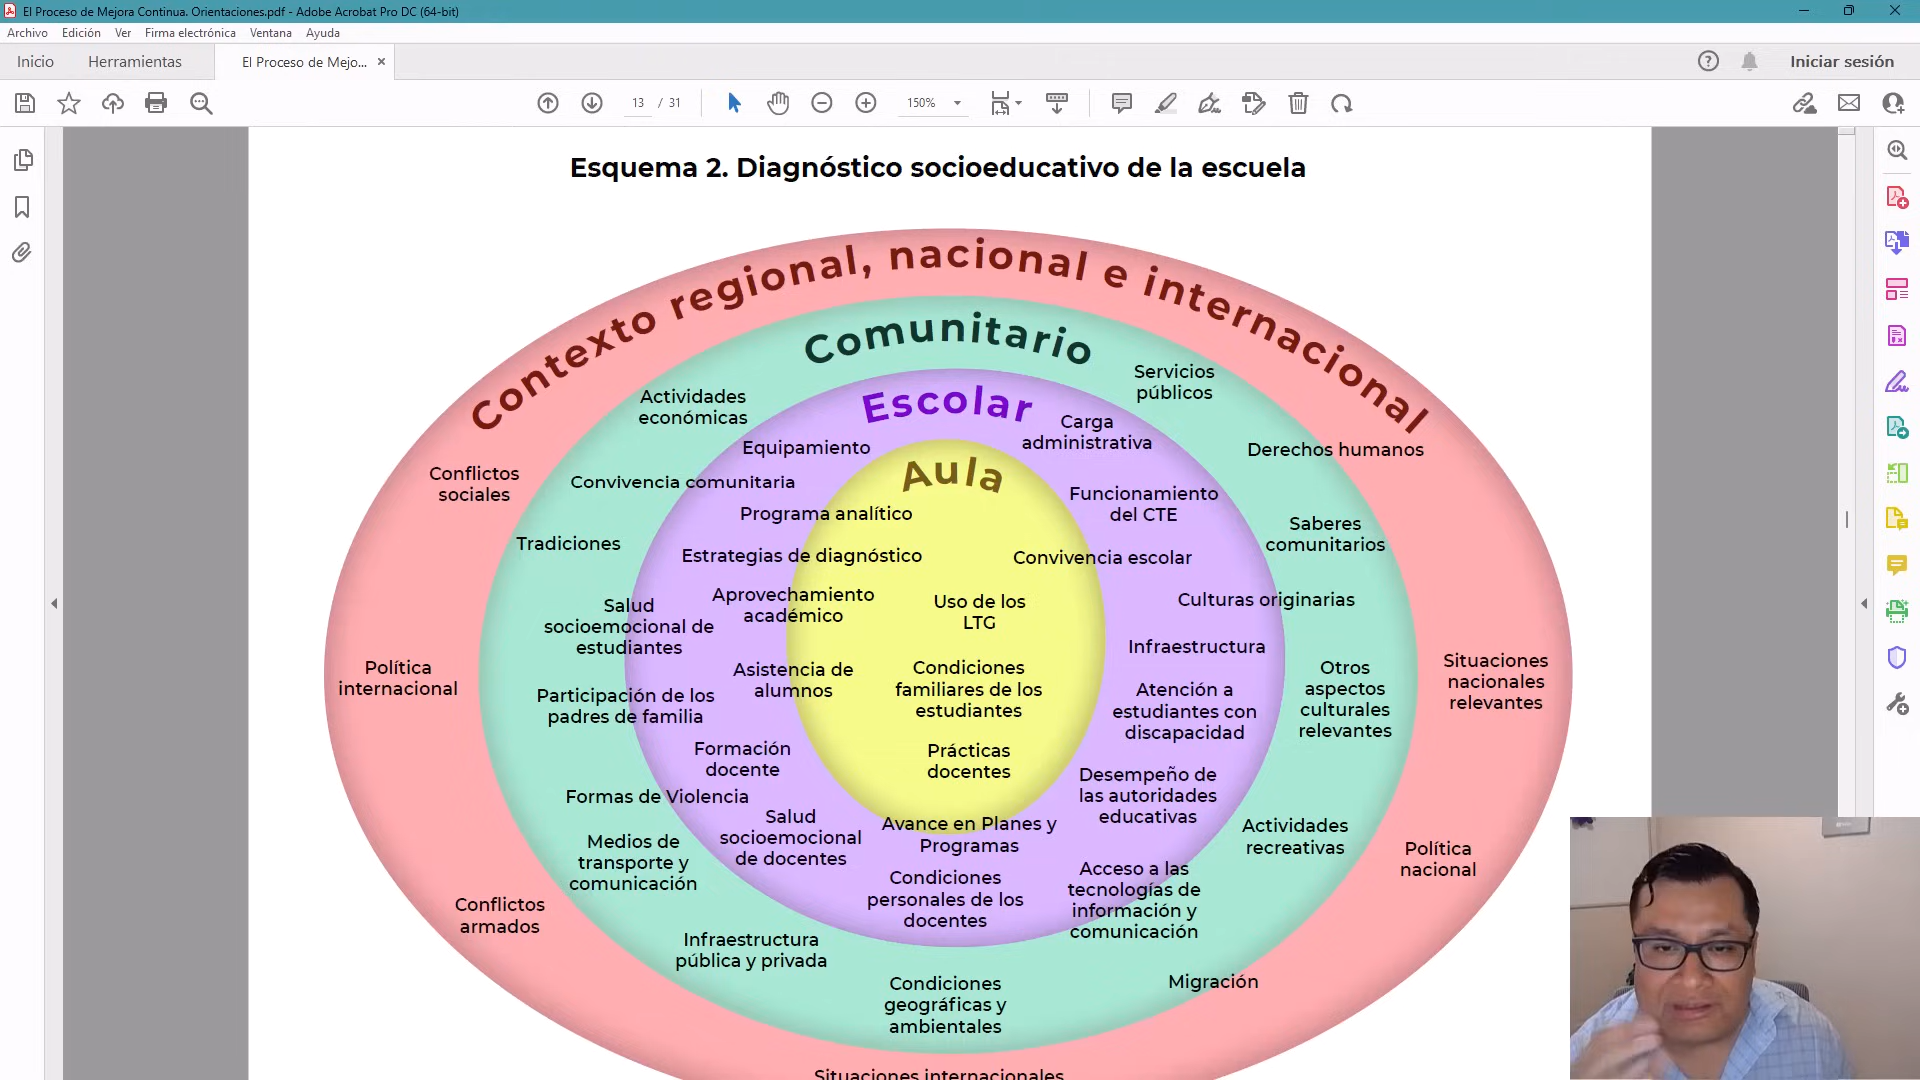 El Proceso de Mejora Continua. Orientaciones.pdf - Adobe Acrobat Pro DC (64-bit)
Archivo Edición Ver Firma electrónica Ventana Ayuda
Inicio Herramientas El Proceso de Mejo... Iniciar sesión
13 / 31 150%
Esquema 2. Diagnóstico socioeducativo de la escuela
Contexto regional, nacional e internacional
Comunitario
Escolar
Aula
Servicios
públicos
Actividades
económicas
Carga
administrativa
Equipamiento
Derechos humanos
Conflictos
sociales
Convivencia comunitaria
Funcionamiento
del CTE
Programa analítico
Saberes
comunitarios
Tradiciones
Estrategias de diagnóstico
Convivencia escolar
Aprovechamiento
académico
Uso de los
LTG
Culturas originarias
Salud
socioemocional de
estudiantes
Infraestructura
Política
internacional
Asistencia de
alumnos
Condiciones
familiares de los
estudiantes
Otros
aspectos
culturales
relevantes
Situaciones
nacionales
relevantes
Participación de los
padres de familia
Atención a
estudiantes con
discapacidad
Formación
docente
Prácticas
docentes
Desempeño de
las autoridades
educativas
Formas de Violencia
Salud
socioemocional
de docentes
Avance en Planes y
Programas
Actividades
recreativas
Medios de
transporte y
comunicación
Política
nacional
Condiciones
personales de los
docentes
Acceso a las
tecnologías de
información y
comunicación
Conflictos
armados
Infraestructura
pública y privada
Condiciones
geográficas y
ambientales
Migración
Situaciones internacionales